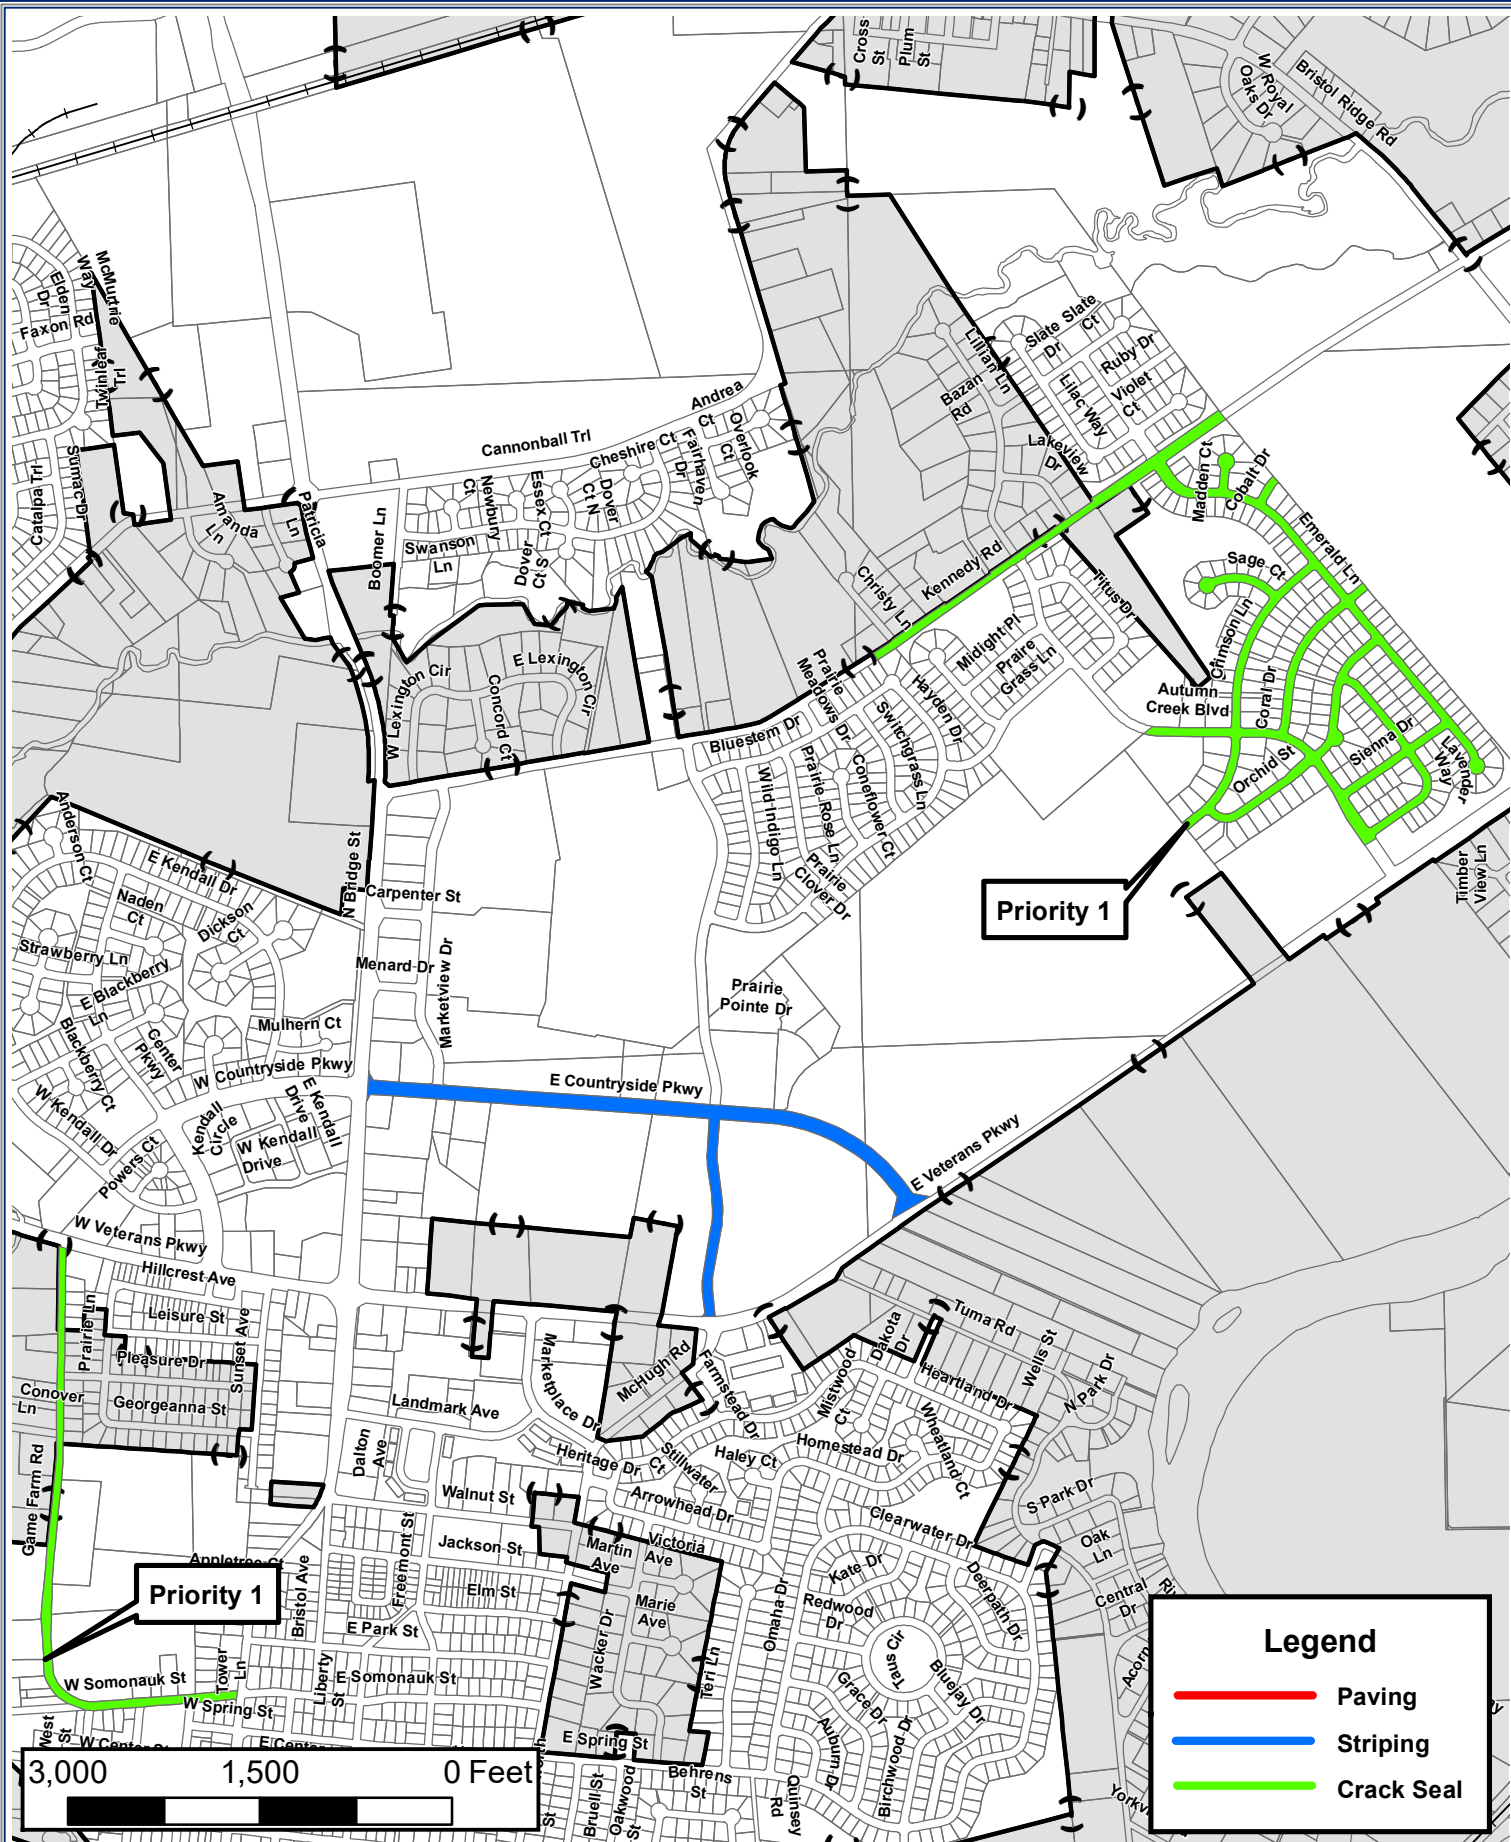 Cross
St
Plum
St
W Royal
Oaks Dr
Bristol Ridge Rd
McMurtrie
Way
Elden
Dr
Faxon Rd
Twinleaf
Trl
Catalpa Trl
Sumac Dr
Amanda
Ln
Patricia
Ln
Boomer Ln
Cannonball Trl
Andrea
Ct
Cheshire Ct
Overlook
Ct
Fairhaven
Dr
Newbury
Ct
Essex Ct
Dover
Ct N
Swanson
Ln
Dover
Ct S
Lillian Ln
Bazan
Rd
Slate Slate
Dr
Ct
Ruby Dr
Lilac Way
Violet
Ct
Lakeview
Dr
Madden Ct
Cobalt Dr
Emerald Ln
Sage Ct
Crimson Ln
Coral Dr
Autumn
Creek Blvd
Orchid St
Sienna Dr
Lavender
Way
Timber
View Ln
Christy Ln
Kennedy Rd
Titus Dr
Midight Pl
Praire
Grass Ln
Prairie
Meadows Dr
Hayden Dr
Switchgrass Ln
Bluestem Dr
Wild Indigo Ln
Prairie Rose Ln
Coneflower Ct
Prairie
Clover Dr
W Lexington Cir
E Lexington Cir
Concord Ct
Anderson Ct
E Kendall Dr
N Bridge St
Carpenter St
Naden
Ct
Dickson
Ct
Strawberry Ln
E Blackberry
Ln
Menard Dr
Marketview Dr
Prairie
Pointe Dr
Priority 1
Blackberry Ct
Center
Pkwy
Mulhern Ct
W Countryside Pkwy
E Countryside Pkwy
W Kendall Dr
Kendall
Circle
E Kendall
Drive
W Kendall
Drive
Powers Ct
E Veterans Pkwy
W Veterans Pkwy
Hillcrest Ave
Leisure St
Prairie Ln
Pleasure Dr
Sunset Ave
Conover
Ln
Georgeanna St
Game Farm Rd
Landmark Ave
Dalton
Ave
Marketplace Dr
McHugh Rd
Farmstead Dr
Mistwood
Ct
Dakota
Dr
Tuma Rd
Wells St
Heartland Dr
N Park Dr
Wheatland Ct
Heritage Dr
Stillwater
Ct
Haley Ct
Homestead Dr
S Park Dr
Walnut St
Arrowhead Dr
Clearwater Dr
Oak
Ln
Jackson St
Martin
Ave
Victoria
Ave
Freemont St
Appletree Ct
Bristol Ave
Elm St
Marie
Ave
Kate Dr
Redwood
Dr
Deerpath Dr
Central
Dr
Omaha Dr
E Park St
Wacker Dr
Priority 1
W Somonauk St
Tower
Ln
Liberty
St
E Somonauk St
Teri Ln
Taus Cir
Grace Dr
Bluejay Dr
Acorn
W Spring St
E Spring St
West
St
W Center St
E Center
Auburn Dr
Birchwood Dr
Behrens
St
Quinsey
Rd
Bruell St
Oakwood
St
St
3,000
1,500
0 Feet
Legend
Paving
Striping
Crack Seal